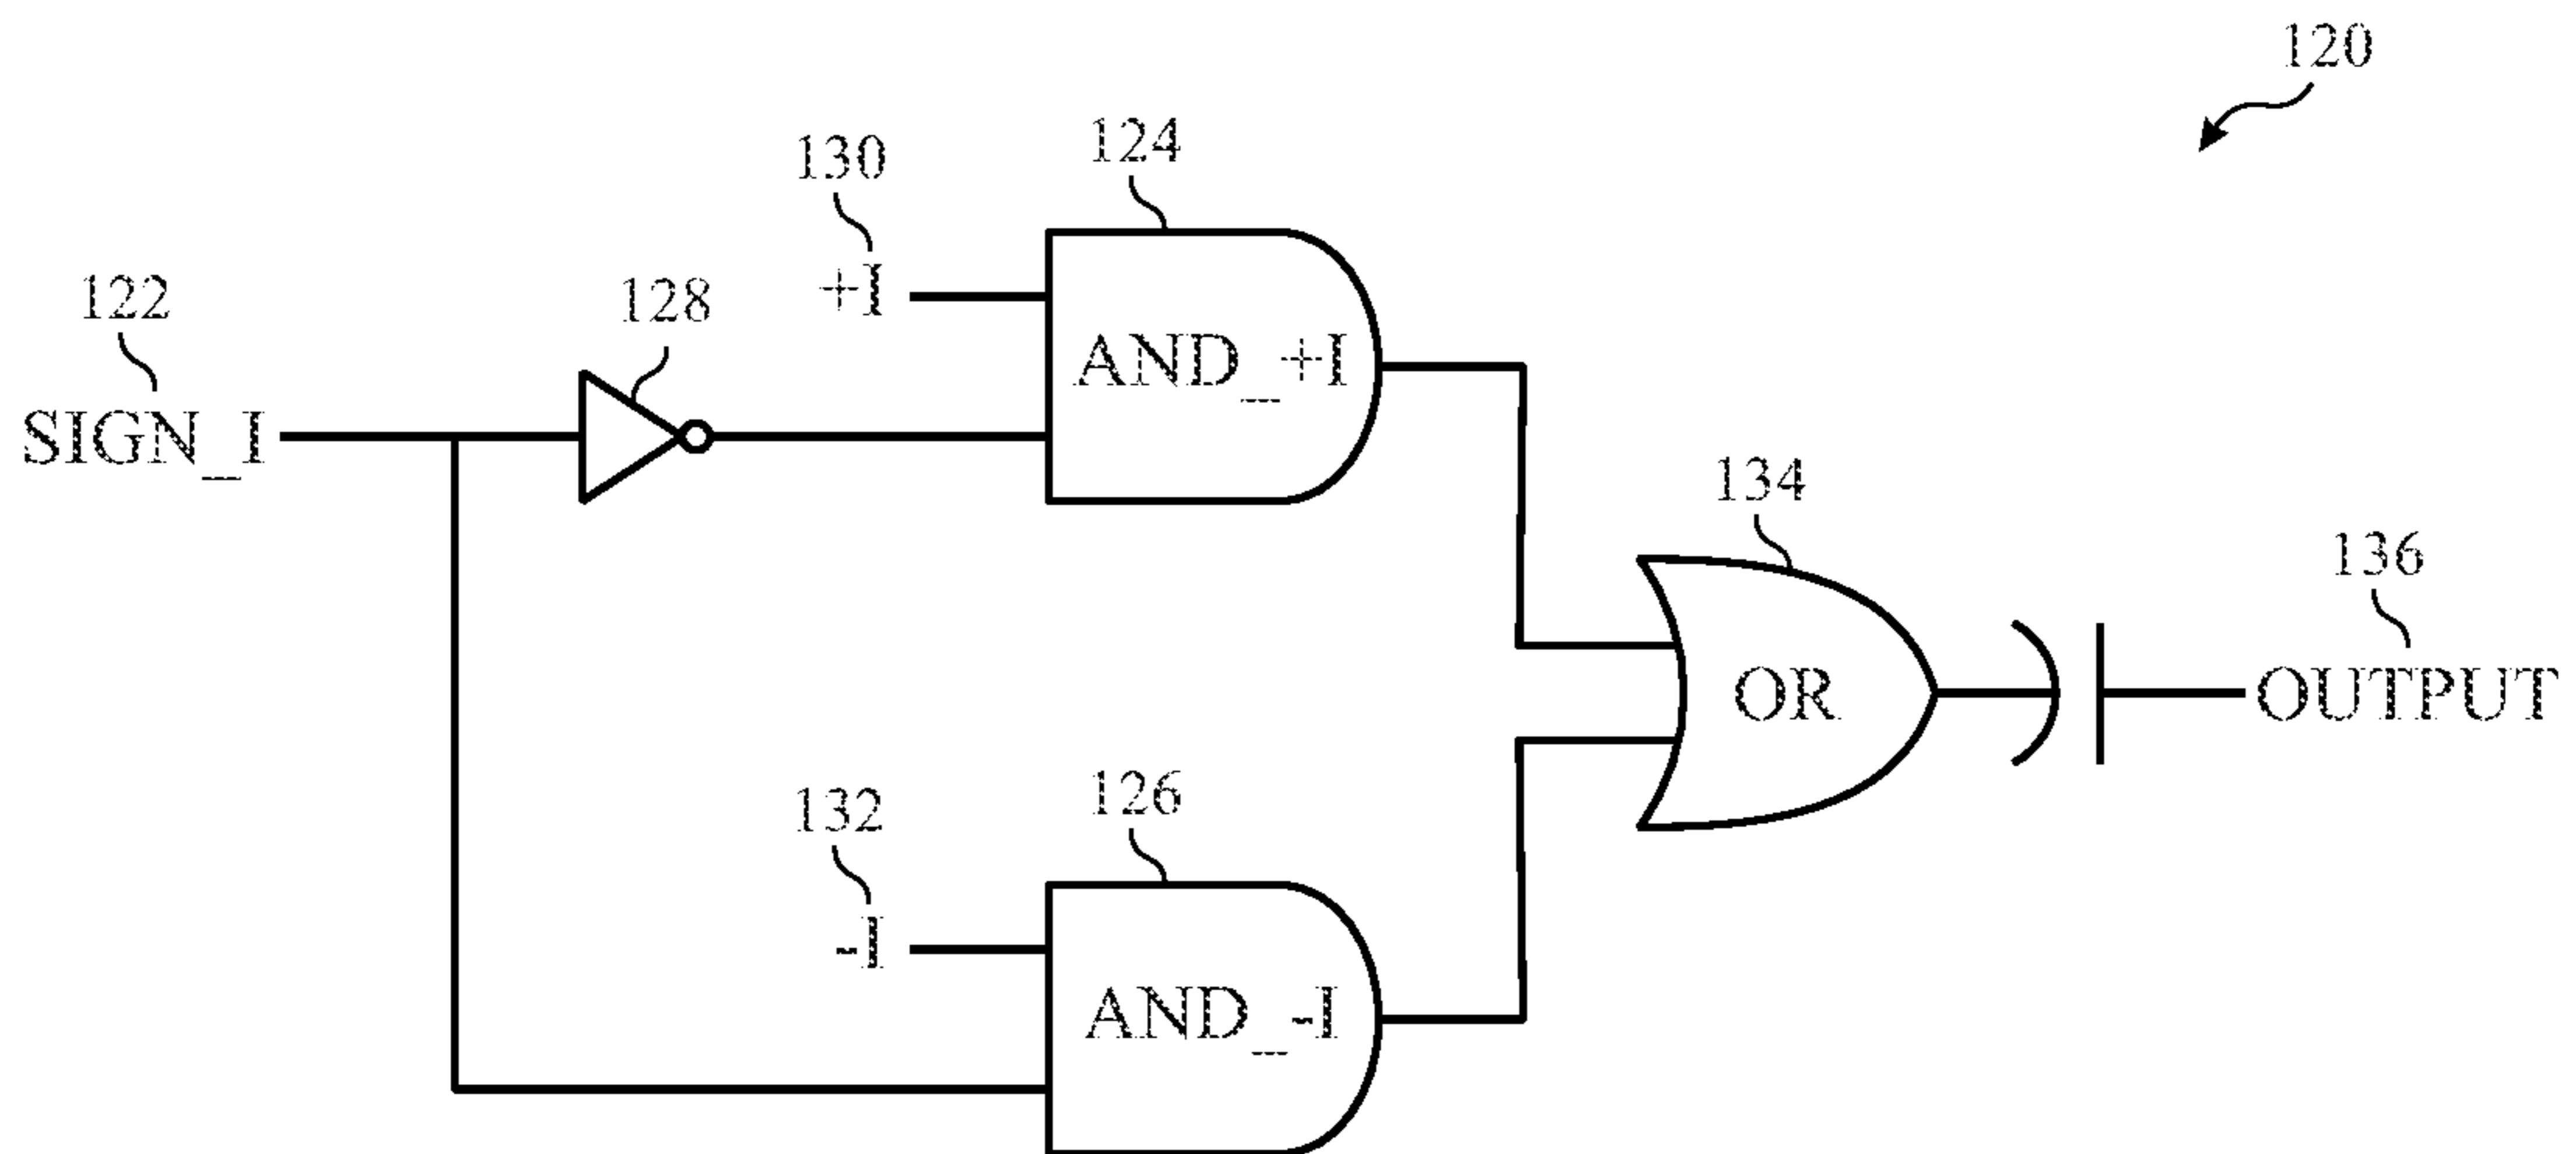 120
124
130
+I
122
128
AND_+I
SIGN_I
134
136
OR
OUTPUT
126
132
-I
AND_-I